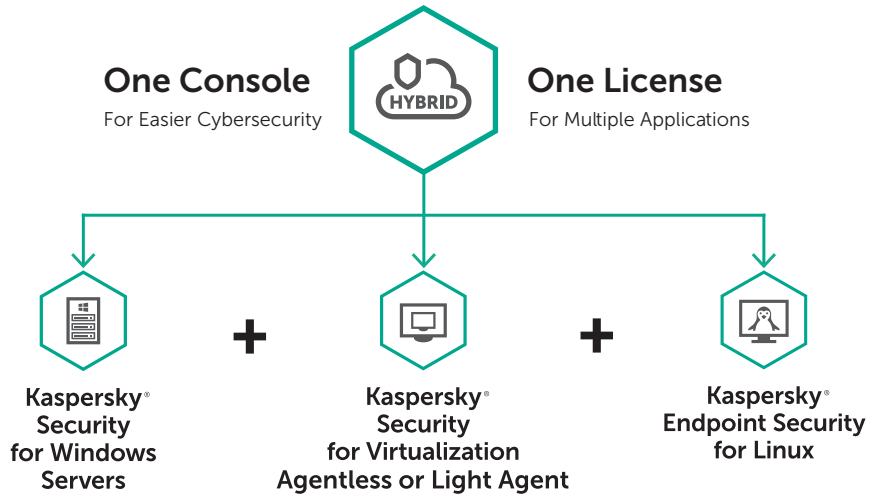 One Console
For Easier Cybersecurity
HYBRID
One License
For Multiple Applications
+
+
Kaspersky®
Security
for Windows
Servers
Kaspersky®
Security
for Virtualization
Agentless or Light Agent
Kaspersky®
Endpoint Security
for Linux